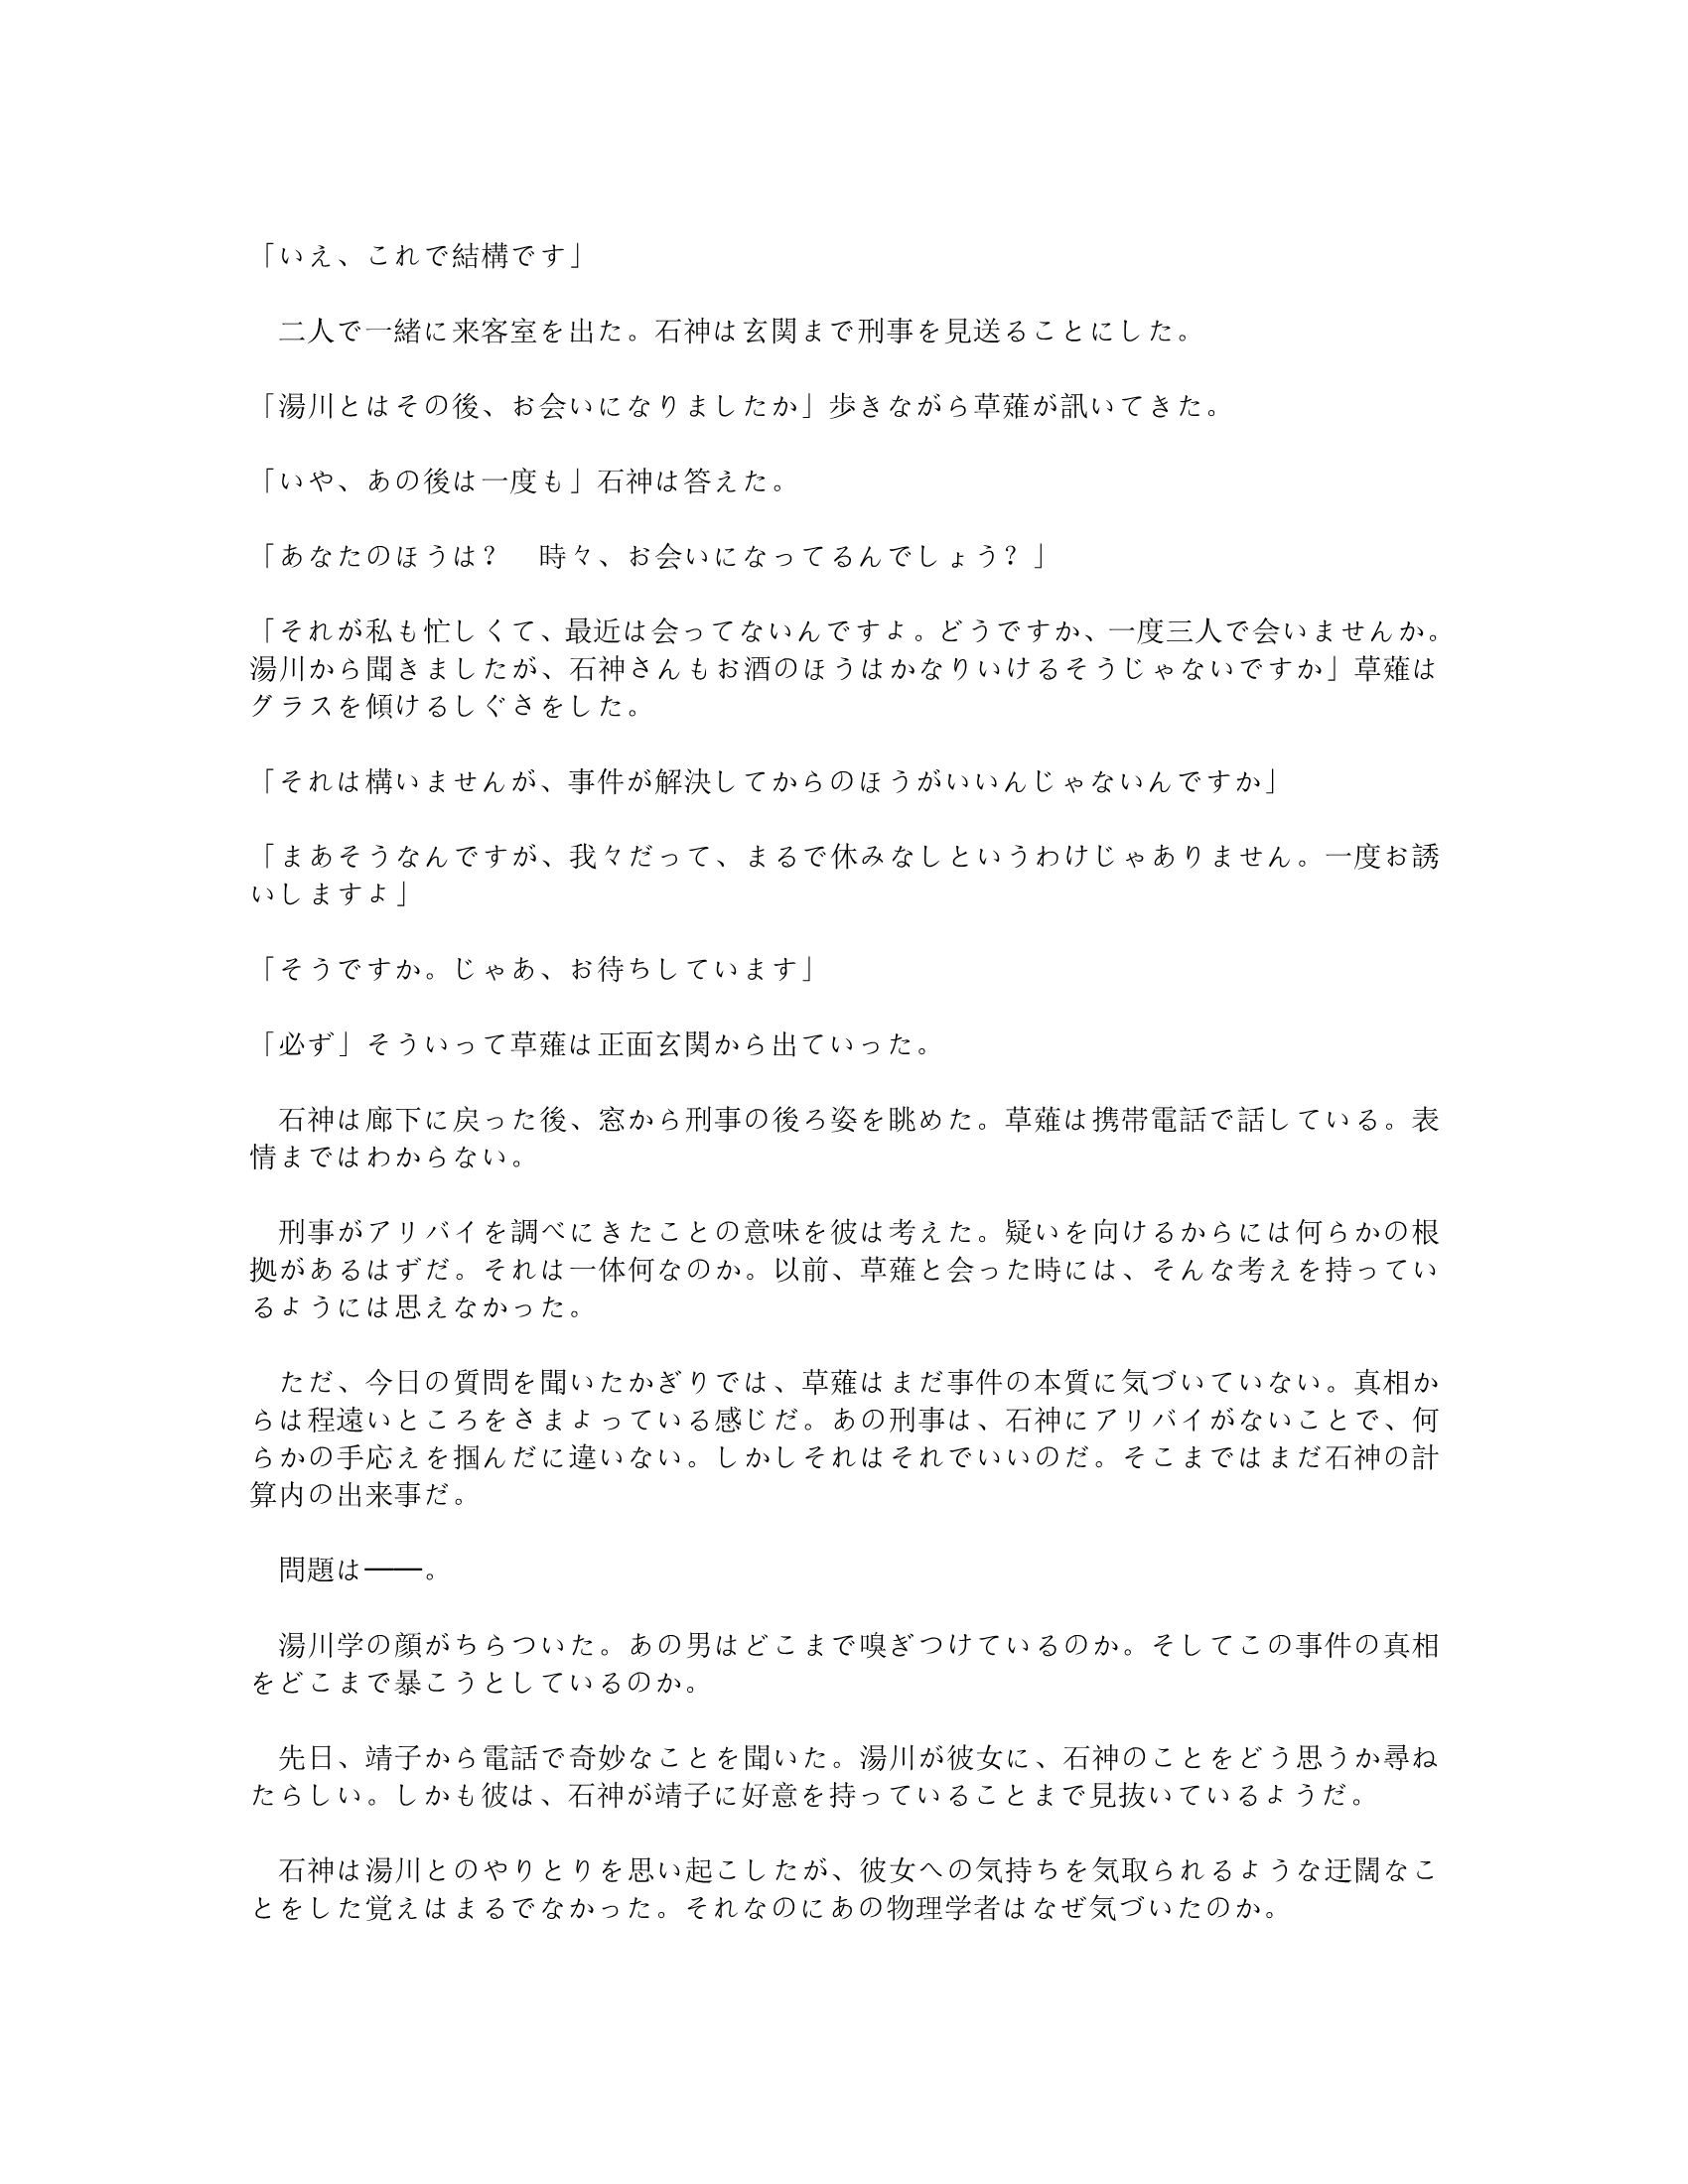 「いえ、これで結構です」
　二人で一緒に来客室を出た。石神は玄関まで刑事を見送ることにした。
「湯川とはその後、お会いになりましたか」歩きながら草薙が訊いてきた。
「いや、あの後は一度も」石神は答えた。
「あなたのほうは？　時々、お会いになってるんでしょう？」
「それが私も忙しくて、最近は会ってないんですよ。どうですか、一度三人で会いませんか。
湯川から聞きましたが、石神さんもお酒のほうはかなりいけるそうじゃないですか」草薙は
グラスを傾けるしぐさをした。
「それは構いませんが、事件が解決してからのほうがいいんじゃないんですか」
「まあそうなんですが、我々だって、まるで休みなしというわけじゃありません。一度お誘
いしますよ」
「そうですか。じゃあ、お待ちしています」
「必ず」そういって草薙は正面玄関から出ていった。
　石神は廊下に戻った後、窓から刑事の後ろ姿を眺めた。草薙は携帯電話で話している。表
情まではわからない。
　刑事がアリバイを調べにきたことの意味を彼は考えた。疑いを向けるからには何らかの根
拠があるはずだ。それは一体何なのか。以前、草薙と会った時には、そんな考えを持ってい
るようには思えなかった。
　ただ、今日の質問を聞いたかぎりでは、草薙はまだ事件の本質に気づいていない。真相か
らは程遠いところをさまよっている感じだ。あの刑事は、石神にアリバイがないことで、何
らかの手応えを掴んだに違いない。しかしそれはそれでいいのだ。そこまではまだ石神の計
算内の出来事だ。
　問題は――。
　湯川学の顔がちらついた。あの男はどこまで嗅ぎつけているのか。そしてこの事件の真相
をどこまで暴こうとしているのか。
　先日、靖子から電話で奇妙なことを聞いた。湯川が彼女に、石神のことをどう思うか尋ね
たらしい。しかも彼は、石神が靖子に好意を持っていることまで見抜いているようだ。
　石神は湯川とのやりとりを思い起こしたが、彼女への気持ちを気取られるような迂闊なこ
とをした覚えはまるでなかった。それなのにあの物理学者はなぜ気づいたのか。